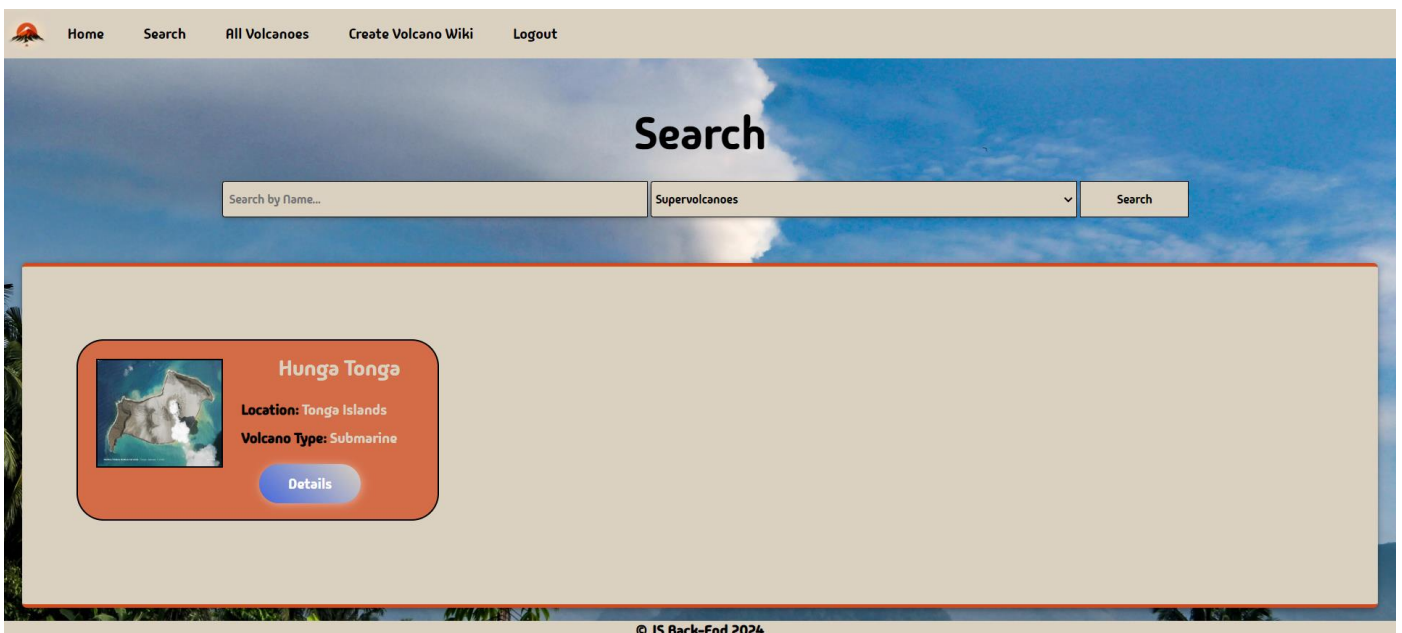 Home Search All Volcanoes Create Volcano Wiki Logout
Search
Search by Name... Supervolcanoes Search
Hunga Tonga
Location: Tonga Islands
Volcano Type: Submarine
Details
© JS Back-End 2024